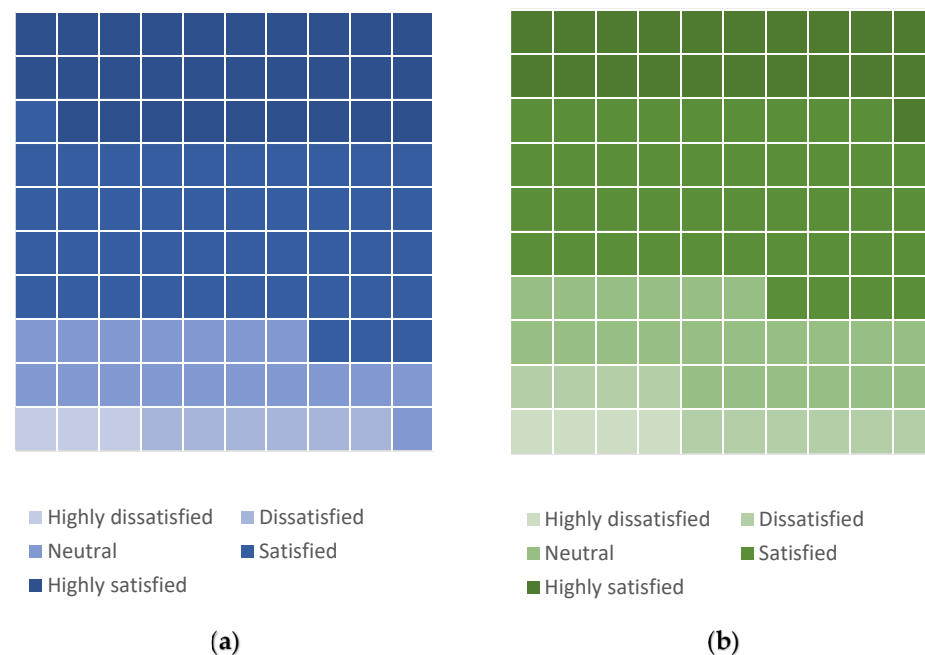 Highly dissatisfied Dissatisfied
Neutral Satisfied
Highly satisfied
(a)
Highly dissatisfied Dissatisfied
Neutral Satisfied
Highly satisfied
(b)